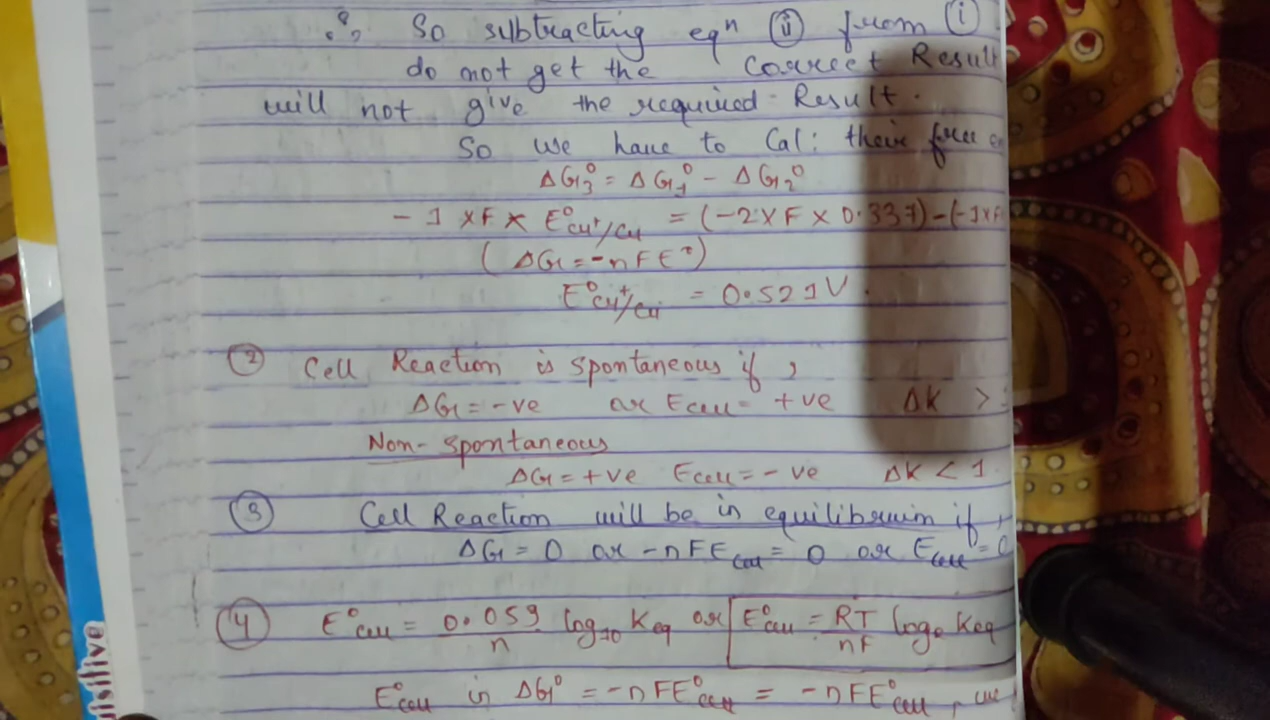 ∴ So subtracting eqⁿ (ii) from (i)
do not get the correct Result
will not give the required Result.
So we have to Cal: their free
ΔG₃° = ΔG₁° - ΔG₂°
- 1 × F × E°Cu⁺/Cu = (-2 × F × 0.337) - (-1 × F
(ΔG = -nFE°)
E°Cu⁺/Cu = 0.521 V.
(2) Cell Reaction is spontaneous if,
ΔG = -ve or Ecell = +ve ΔK >
Non-spontaneous
ΔG = +ve Ecell = -ve ΔK < 1.
(3) Cell Reaction will be in equilibruim if,
ΔG = 0 or -nFEcell = 0 or Ecell = 0
(4) E°cell = 0.059/n log₁₀ Keq or E°cell = RT/nF logₑ Keq
E°cell in ΔG° = -nFE°cell = -nFE°cell, we
sitive